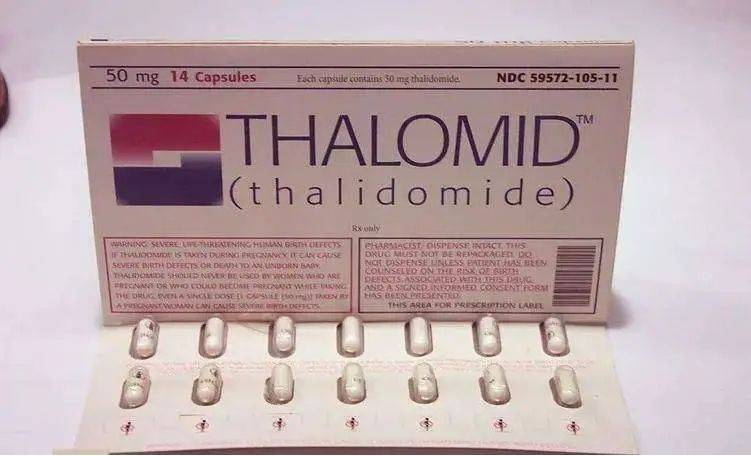 50 mg 14 Capsules
Each capsule contains 50 mg thalidomide.
NDC 59572-105-11
THALOMID™
(thalidomide)
Rx only
WARNING: SEVERE, LIFE-THREATENING HUMAN BIRTH DEFECTS.
IF THALIDOMIDE IS TAKEN DURING PREGNANCY, IT CAN CAUSE
SEVERE BIRTH DEFECTS OR DEATH TO AN UNBORN BABY.
THALIDOMIDE SHOULD NEVER BE USED BY WOMEN WHO ARE
PREGNANT OR WHO COULD BECOME PREGNANT WHILE TAKING
THE DRUG. EVEN A SINGLE DOSE [1 CAPSULE (50 mg)] TAKEN BY
A PREGNANT WOMAN CAN CAUSE SEVERE BIRTH DEFECTS.
PHARMACIST: DISPENSE INTACT. THIS
DRUG MUST NOT BE REPACKAGED. DO
NOT DISPENSE UNLESS PATIENT HAS BEEN
COUNSELED ON THE RISK OF BIRTH
DEFECTS ASSOCIATED WITH THIS DRUG,
AND A SIGNED INFORMED CONSENT FORM
HAS BEEN PRESENTED.
THIS AREA FOR PRESCRIPTION LABEL